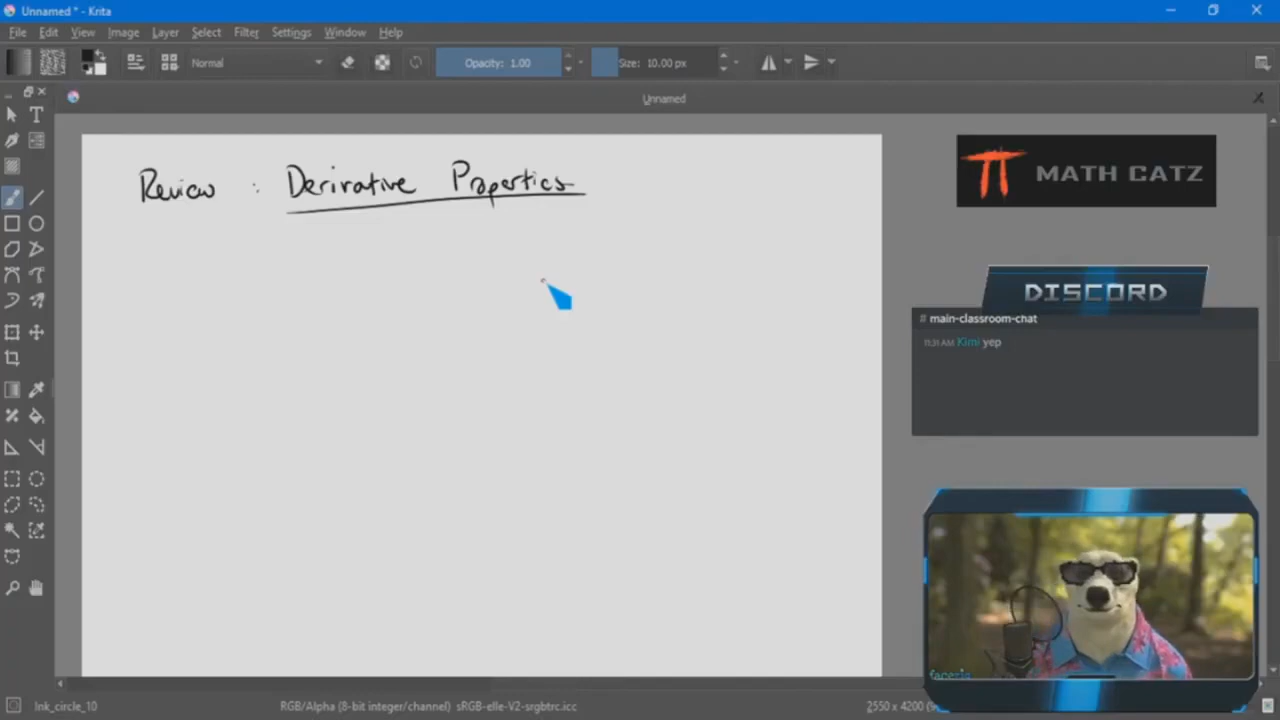 Unnamed * - Krita
File Edit View Image Layer Select Filter Settings Window Help
Normal Opacity: 1.00 Size: 10.00 px
Unnamed
Review : Derivative Properties
MATH CATZ
DISCORD
# main-classroom-chat
11:31 AM Kimi yep
facerig
Ink_circle_10 RGB/Alpha (8-bit integer/channel) sRGB-elle-V2-srgbtrc.icc 2550 x 4200